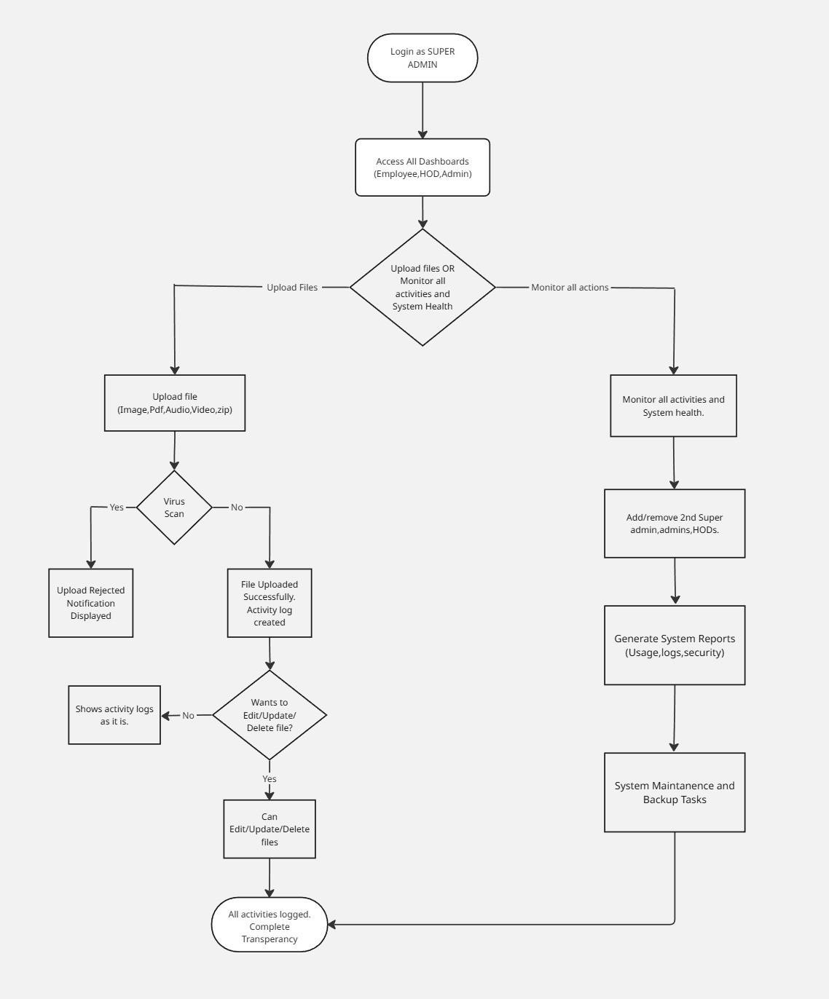 Login as SUPER
ADMIN
Access All Dashboards
(Employee,HOD,Admin)
Upload files OR
Monitor all
activities and
System Health
Upload Files
Monitor all actions
Upload file
(Image,Pdf,Audio,Video,zip)
Monitor all activities and
System health.
Virus
Scan
Yes
No
Add/remove 2nd Super
admin,admins,HODs.
Upload Rejected
Notification
Displayed
File Uploaded
Successfully.
Activity log
created
Generate System Reports
(Usage,logs,security)
Wants to
Edit/Update/
Delete file?
No
Shows activity logs
as it is.
Yes
System Maintanence and
Backup Tasks
Can
Edit/Update/Delete
files
All activities logged.
Complete
Transperancy